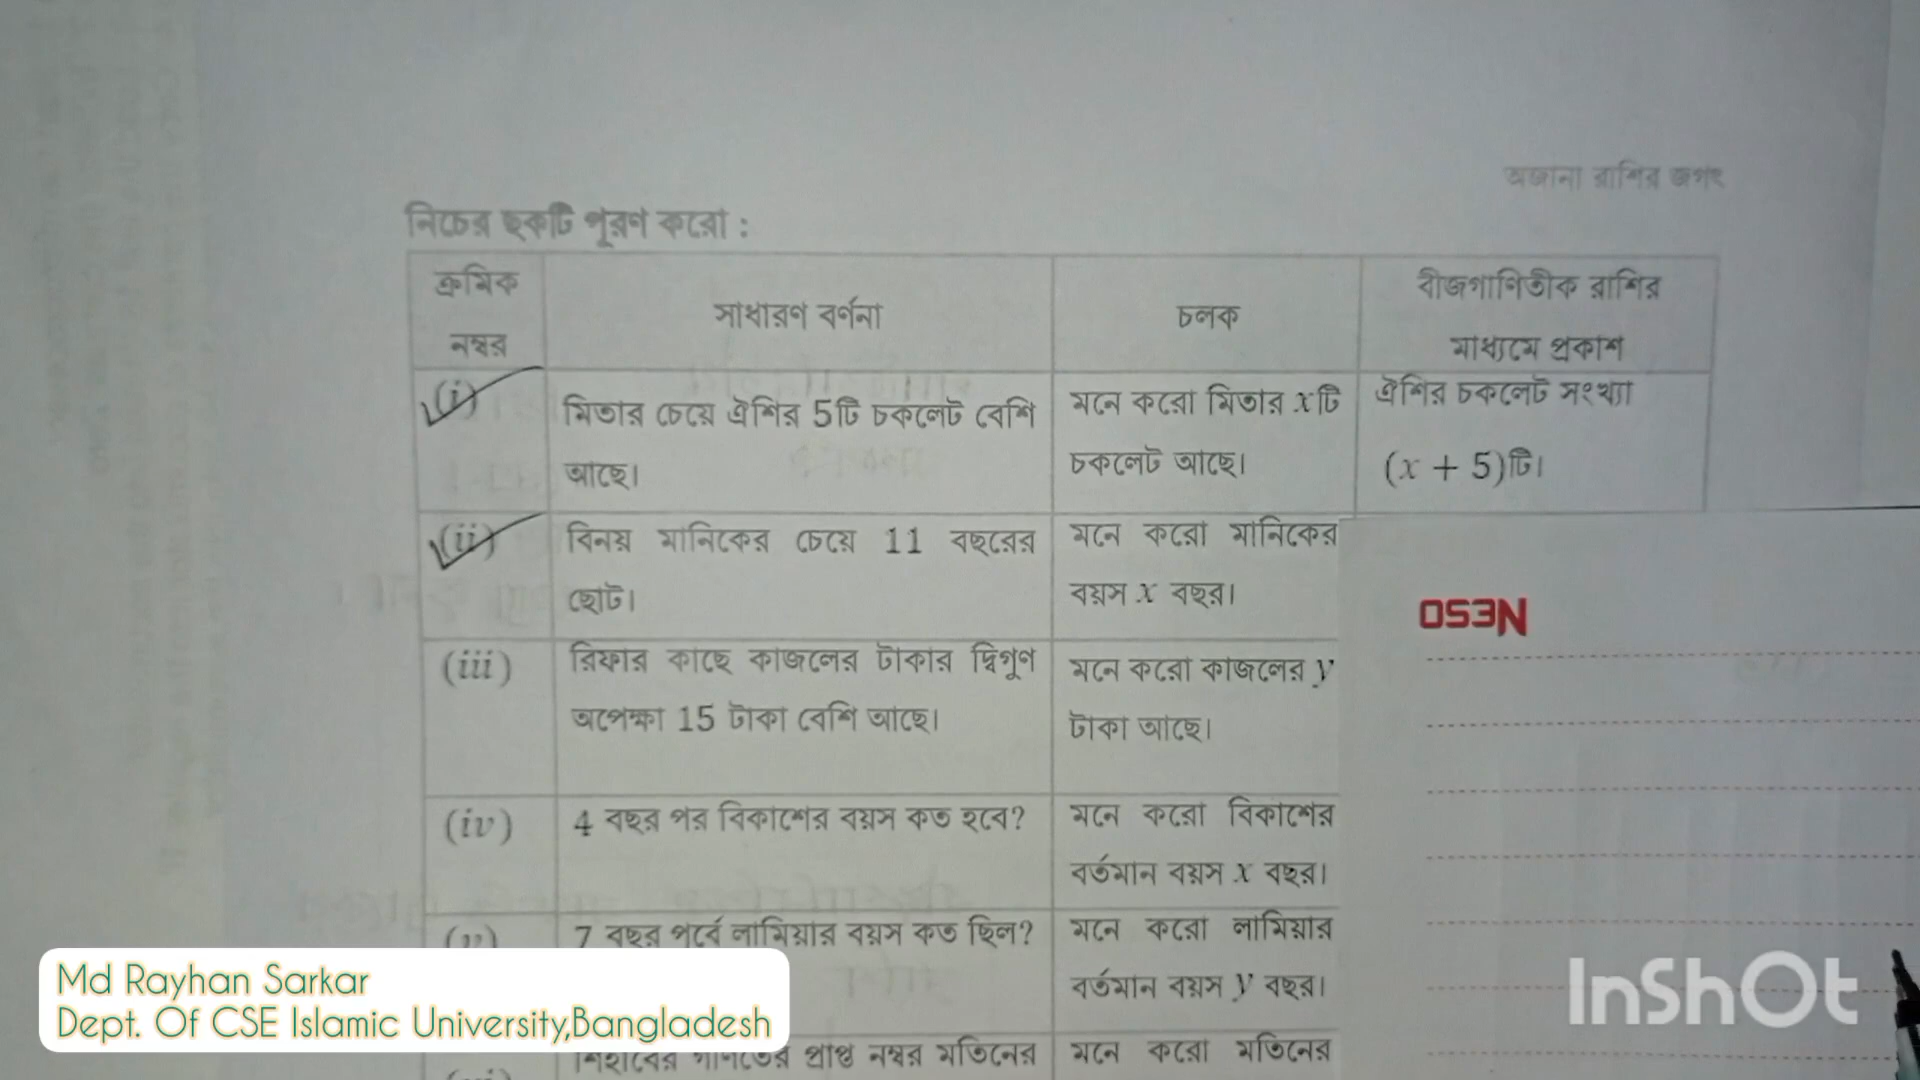 অজানা রাশির জগৎ
নিচের ছকটি পূরণ করো :
ক্রমিক নম্বর
সাধারণ বর্ণনা
চলক
বীজগাণিতীক রাশির
মাধ্যমে প্রকাশ
(i)
মিতার চেয়ে ঐশির 5টি চকলেট বেশি
আছে।
মনে করো মিতার x টি
চকলেট আছে।
ঐশির চকলেট সংখ্যা
(x + 5)টি।
(ii)
বিনয় মানিকের চেয়ে 11 বছরের
ছোট।
মনে করো মানিকের
বয়স x বছর।
(iii)
রিফার কাছে কাজলের টাকার দ্বিগুণ
অপেক্ষা 15 টাকা বেশি আছে।
মনে করো কাজলের y
টাকা আছে।
(iv)
4 বছর পর বিকাশের বয়স কত হবে?
মনে করো বিকাশের
বর্তমান বয়স x বছর।
(v)
7 বছর পূর্বে লামিয়ার বয়স কত ছিল?
মনে করো লামিয়ার
বর্তমান বয়স y বছর।
প্রাপ্ত নম্বর মতিনের
মনে করো মতিনের
NESO
Md Rayhan Sarkar
Dept. Of CSE Islamic University,Bangladesh
InShOt